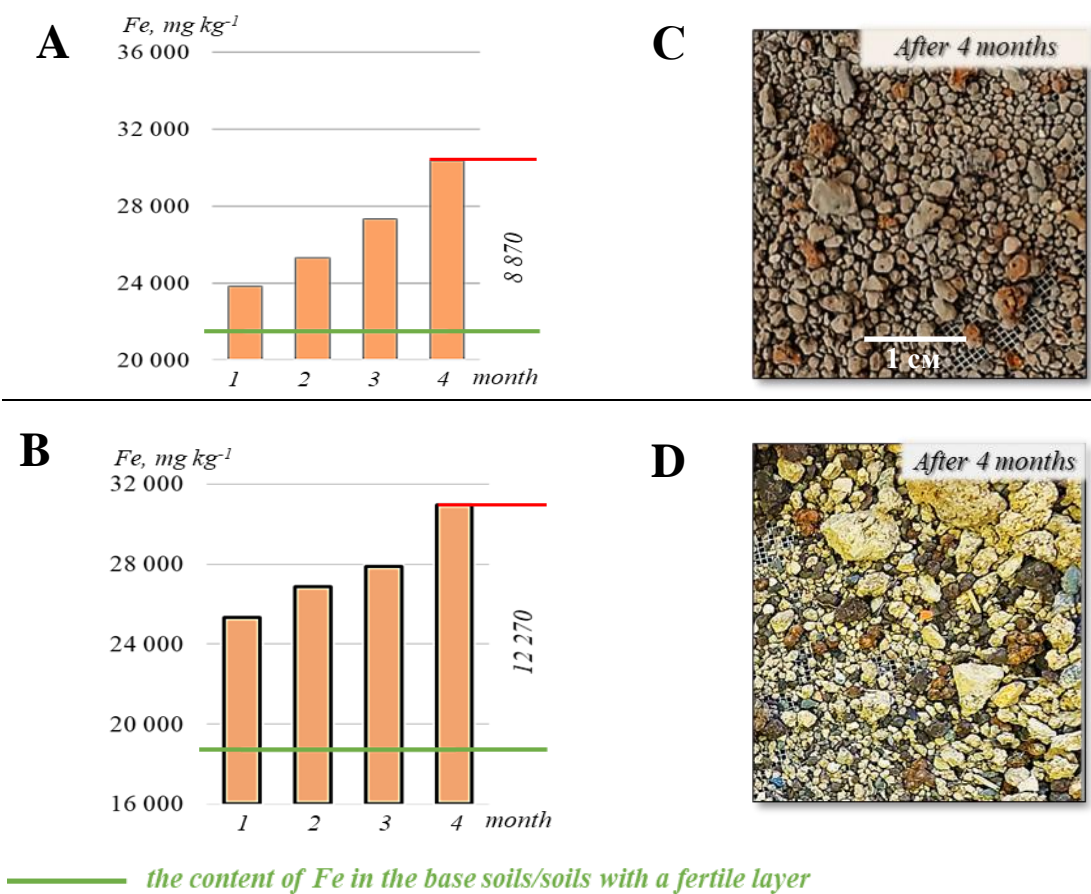 A
Fe, mg kg-1
36 000
32 000
28 000
24 000
20 000
8 870
1 2 3 4 month
C
After 4 months
1 см
B
Fe, mg kg-1
32 000
28 000
24 000
20 000
16 000
12 270
1 2 3 4 month
D
After 4 months
the content of Fe in the base soils/soils with a fertile layer